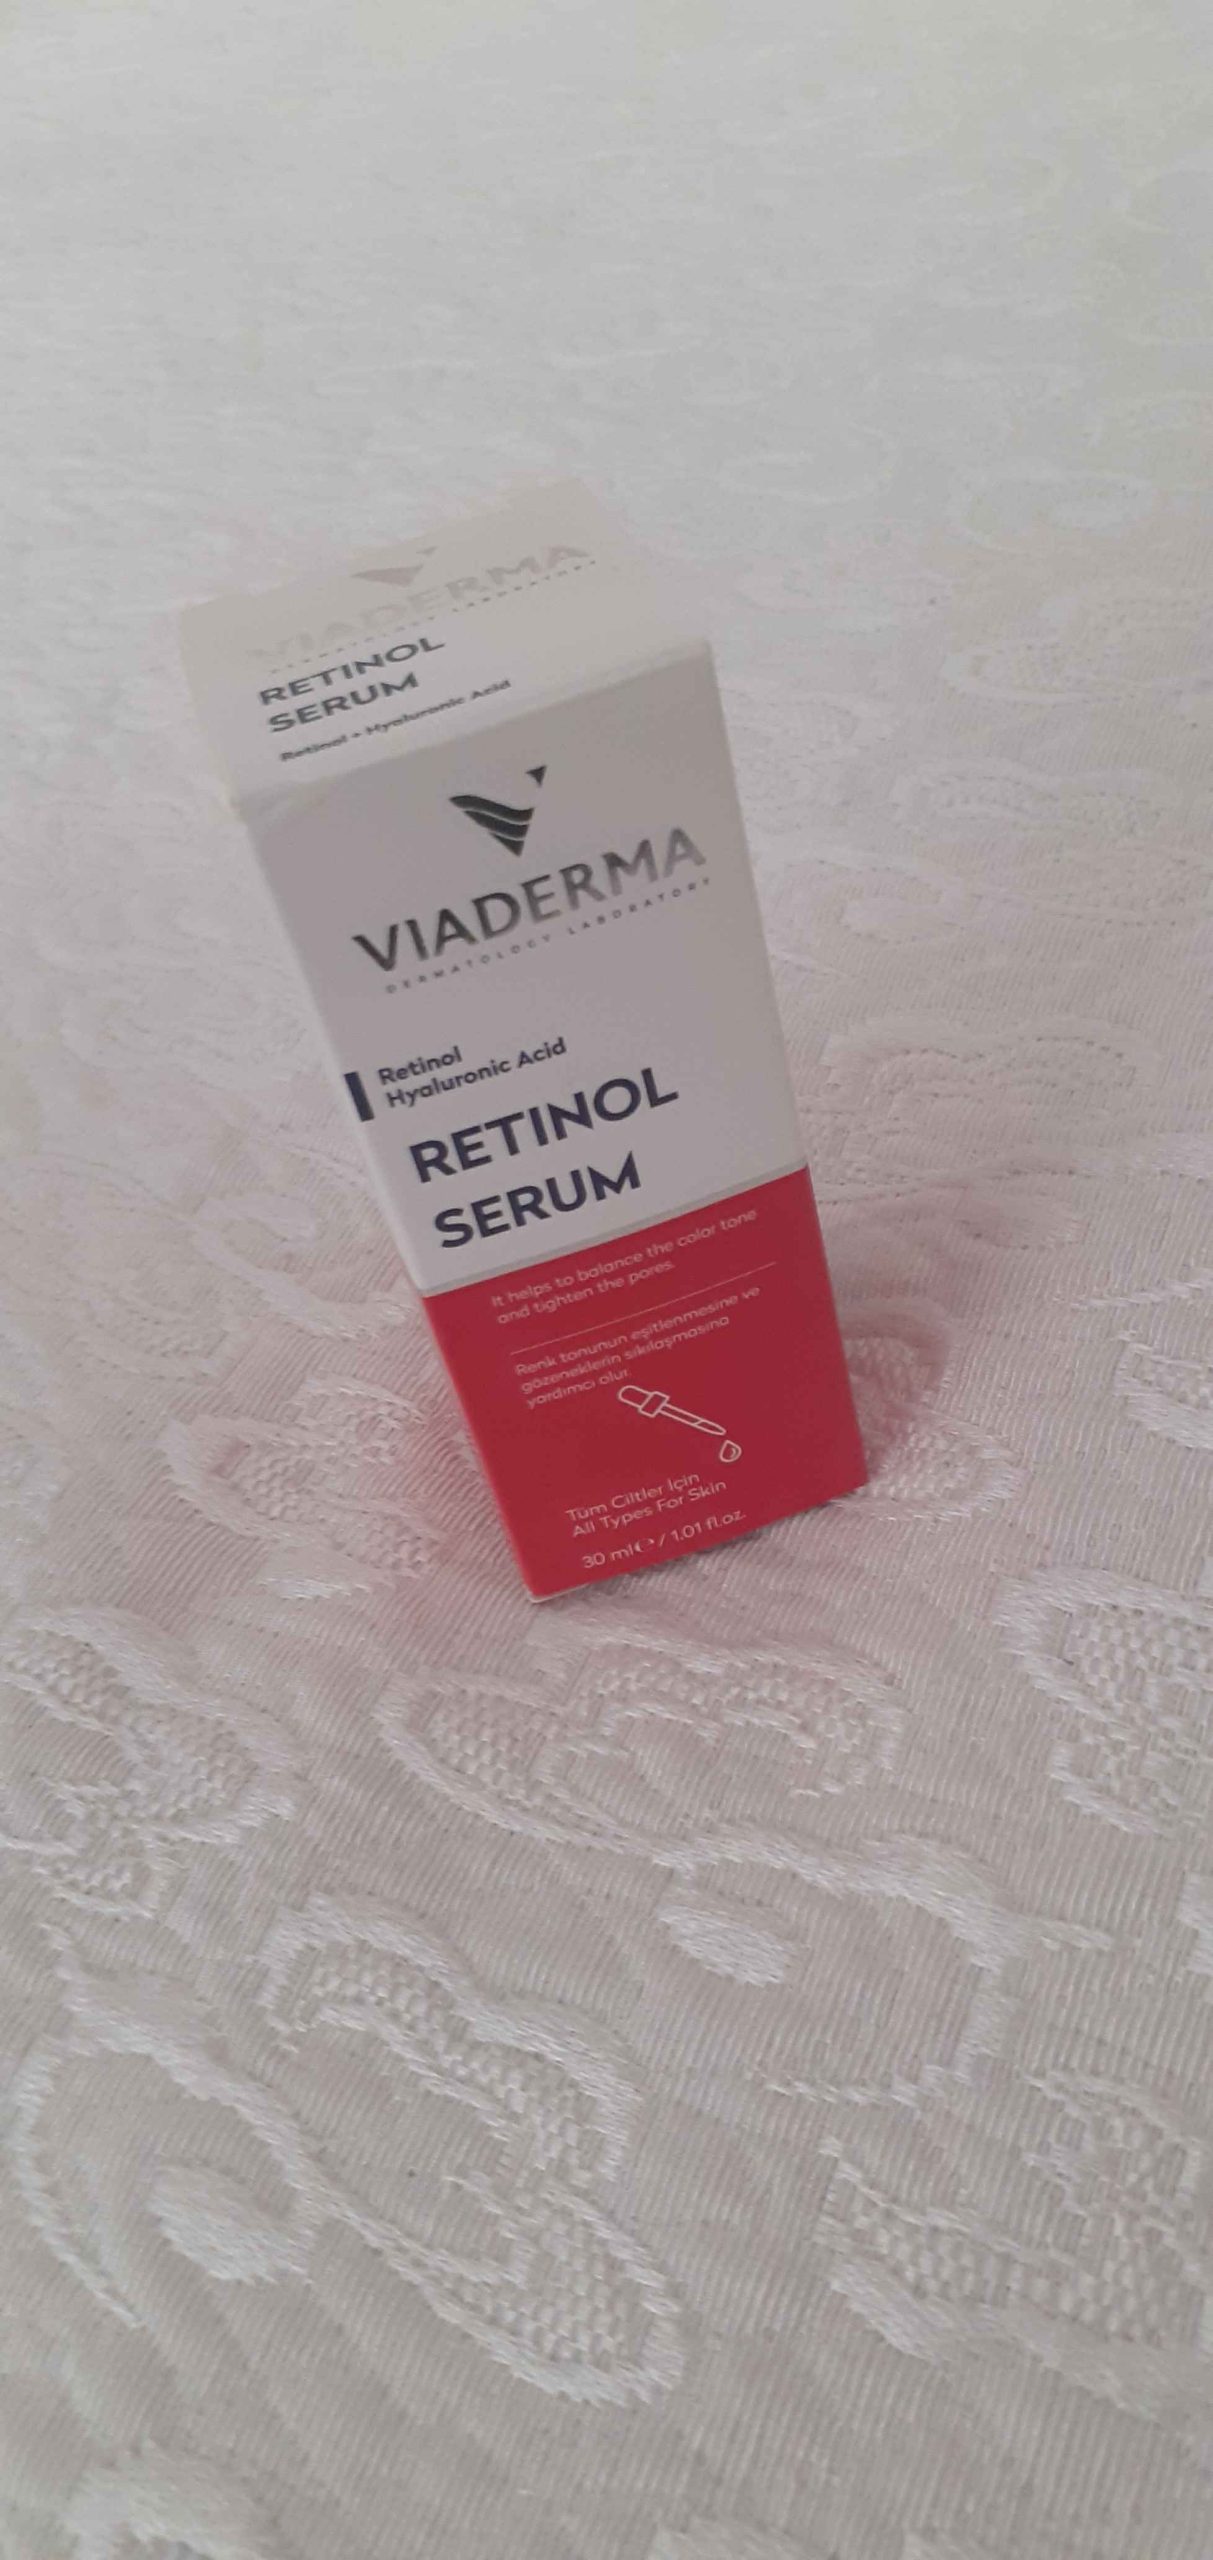 VIADERMA
DERMATOLOGY LABORATORY
RETINOL
SERUM
Retinol + Hyaluronic Acid
VIADERMA
DERMATOLOGY LABORATORY
Retinol
Hyaluronic Acid
RETINOL
SERUM
It helps to balance the color tone
and tighten the pores.
Renk tonunun eşitlenmesine ve
gözeneklerin sıkılaşmasına
yardımcı olur.
Tüm Ciltler İçin
All Types For Skin
30 ml e / 1.01 fl.oz.